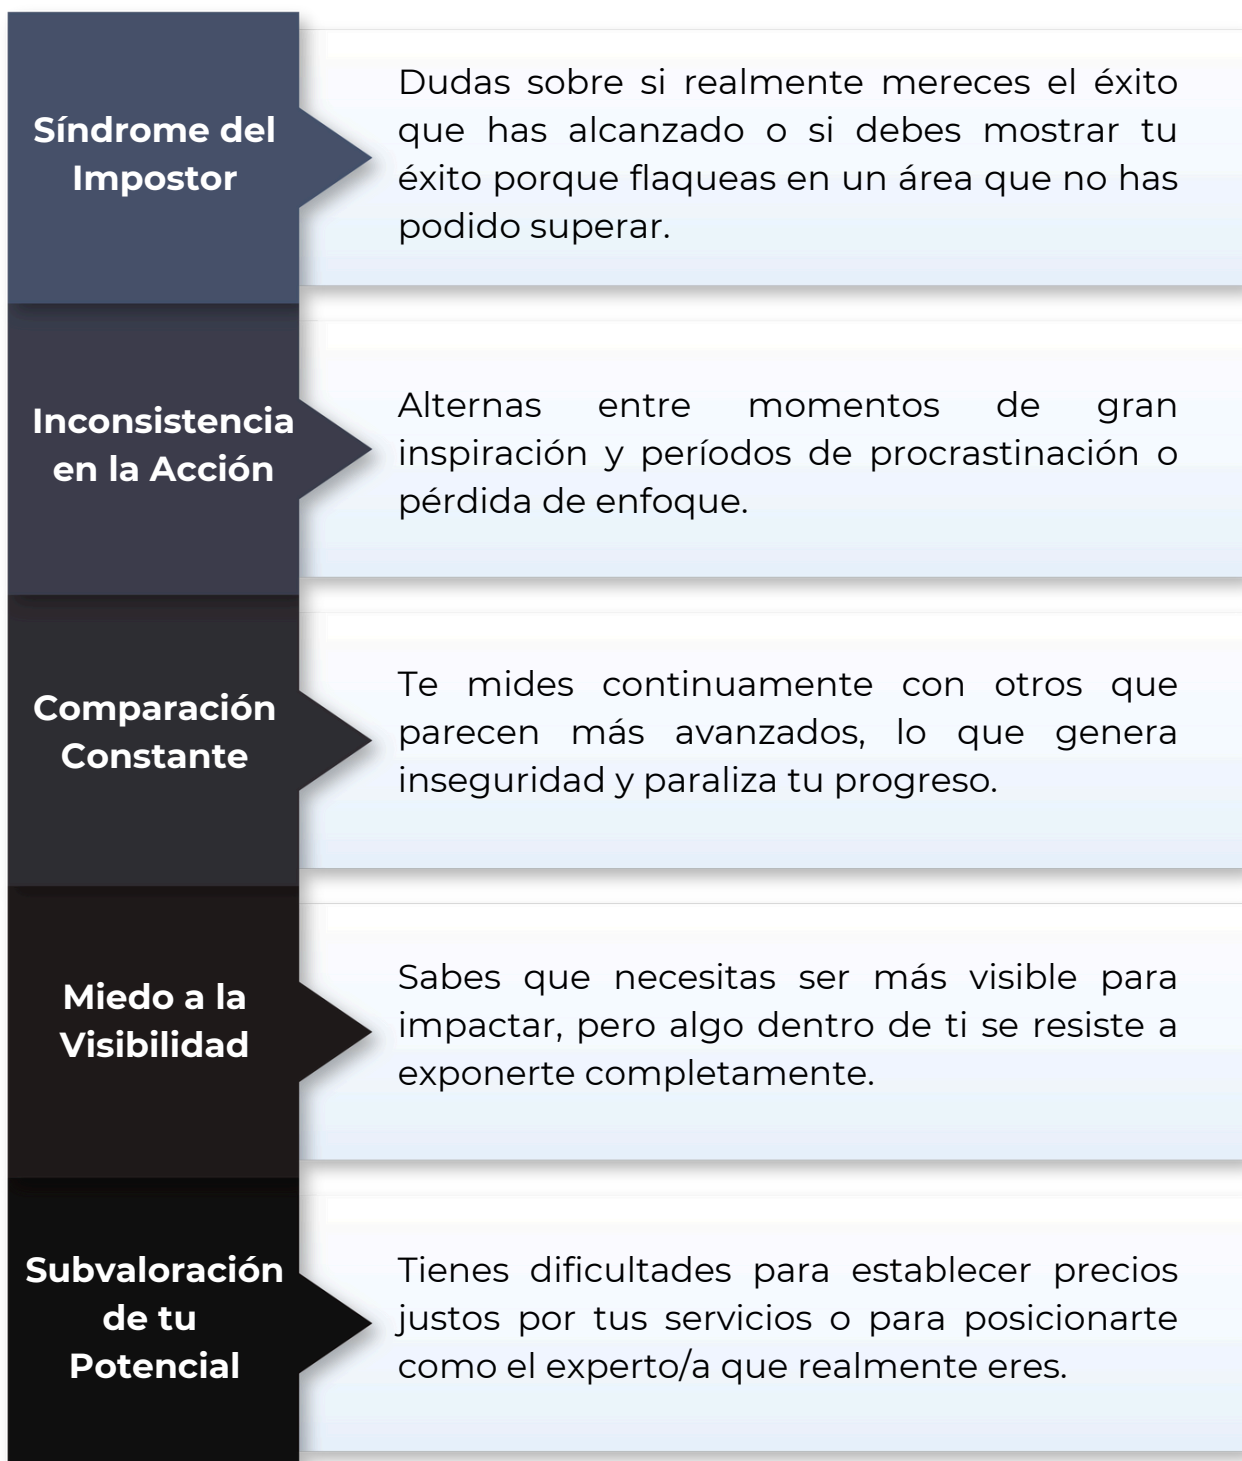 Síndrome del
Impostor
Dudas sobre si realmente mereces el éxito
que has alcanzado o si debes mostrar tu
éxito porque flaqueas en un área que no has
podido superar.
Inconsistencia
en la Acción
Alternas entre momentos de gran
inspiración y períodos de procrastinación o
pérdida de enfoque.
Comparación
Constante
Te mides continuamente con otros que
parecen más avanzados, lo que genera
inseguridad y paraliza tu progreso.
Miedo a la
Visibilidad
Sabes que necesitas ser más visible para
impactar, pero algo dentro de ti se resiste a
exponerte completamente.
Subvaloración
de tu
Potencial
Tienes dificultades para establecer precios
justos por tus servicios o para posicionarte
como el experto/a que realmente eres.